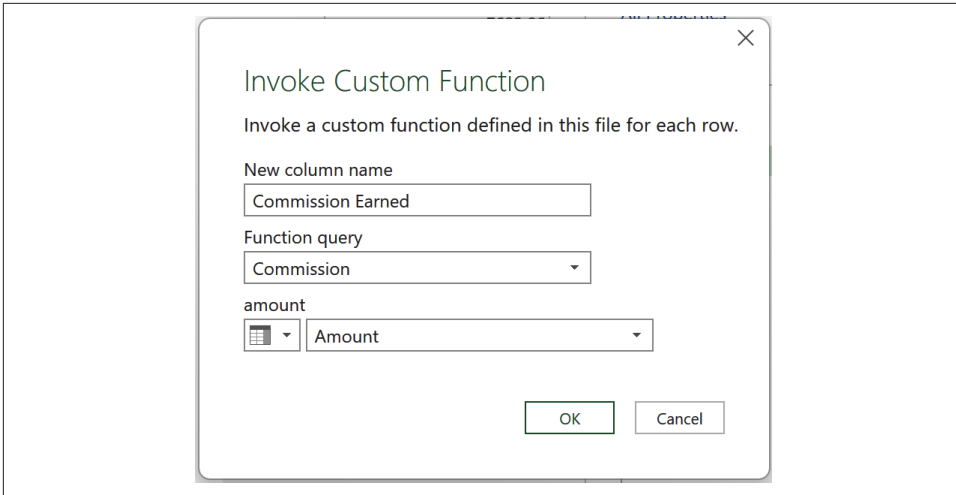 Invoke Custom Function
Invoke a custom function defined in this file for each row.
New column name
Commission Earned
Function query
Commission
amount
Amount
OK Cancel